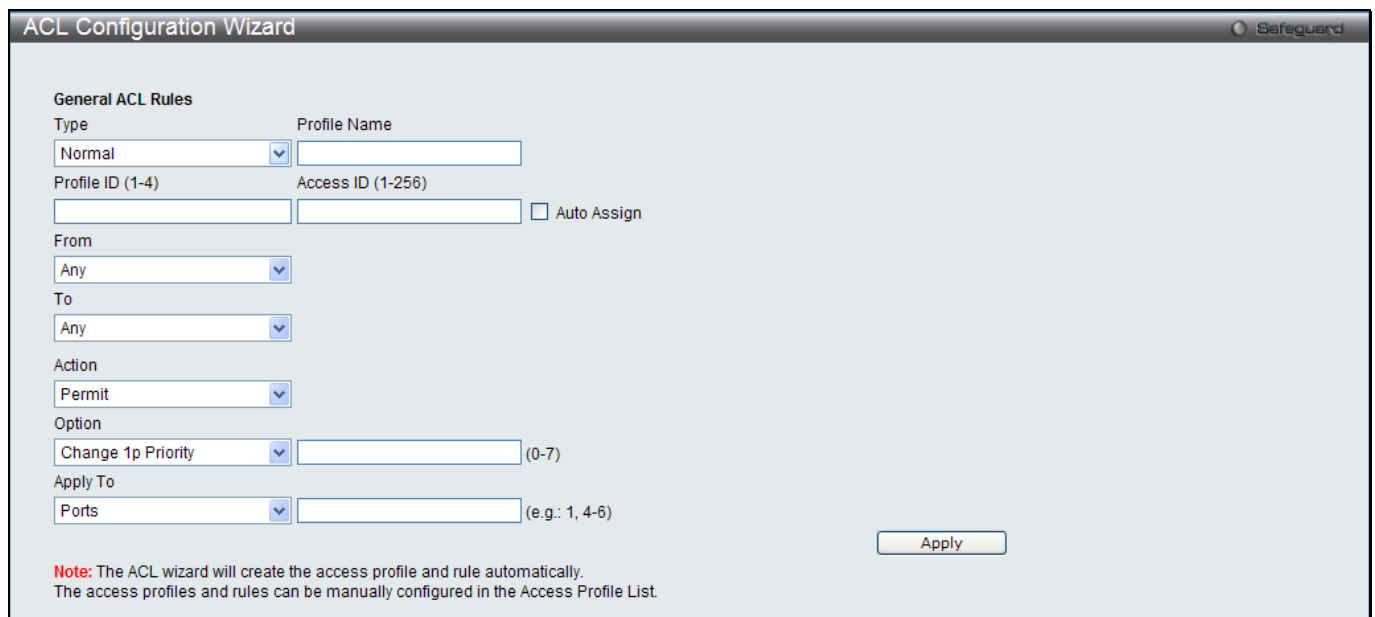 ACL Configuration Wizard
Safeguard
General ACL Rules
Type Profile Name
Normal
Profile ID (1-4) Access ID (1-256)
Auto Assign
From
Any
To
Any
Action
Permit
Option
Change 1p Priority (0-7)
Apply To
Ports (e.g.: 1, 4-6)
Apply
Note: The ACL wizard will create the access profile and rule automatically.
The access profiles and rules can be manually configured in the Access Profile List.